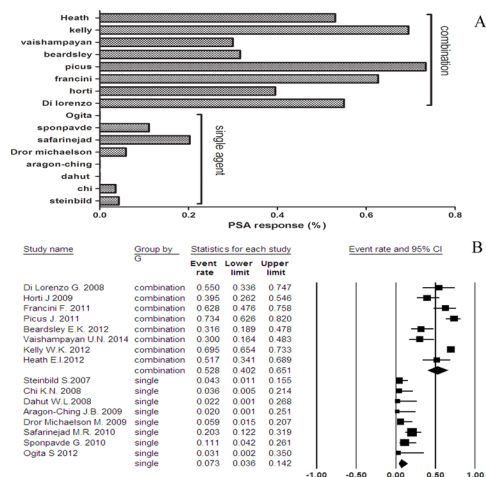 A
Heath
kelly
vaishampayan
beardsley
picus
francini
horti
Di lorenzo
Ogita
sponpavde
safarinejad
Dror michaelson
aragon-ching
dahut
chi
steinbild
combination
single agent
0.0 0.2 0.4 0.6 0.8
PSA response (%)
B
Study name Group by G Statistics for each study Event rate and 95% CI
Event rate Lower limit Upper limit
Di Lorenzo G. 2008 combination 0.550 0.336 0.747
Horti J 2009 combination 0.395 0.262 0.546
Francini F. 2011 combination 0.628 0.476 0.758
Picus J. 2011 combination 0.734 0.626 0.820
Beardsley E.K. 2012 combination 0.316 0.189 0.478
Vaishampayan U.N. 2014 combination 0.300 0.164 0.483
Kelly W.K. 2012 combination 0.695 0.654 0.733
Heath E.I.2012 combination 0.517 0.341 0.689
combination 0.528 0.402 0.651
Steinbild S.2007 single 0.043 0.011 0.155
Chi K.N. 2008 single 0.036 0.005 0.214
Dahut W.L.2008 single 0.022 0.001 0.268
Aragon-Ching J.B. 2009 single 0.020 0.001 0.251
Dror Michaelson M. 2009 single 0.059 0.015 0.207
Safarinejad M.R. 2010 single 0.203 0.122 0.319
Sponpavde G. 2010 single 0.111 0.042 0.261
Ogita S 2012 single 0.031 0.002 0.350
single 0.073 0.036 0.142
-1.00 -0.50 0.00 0.50 1.00